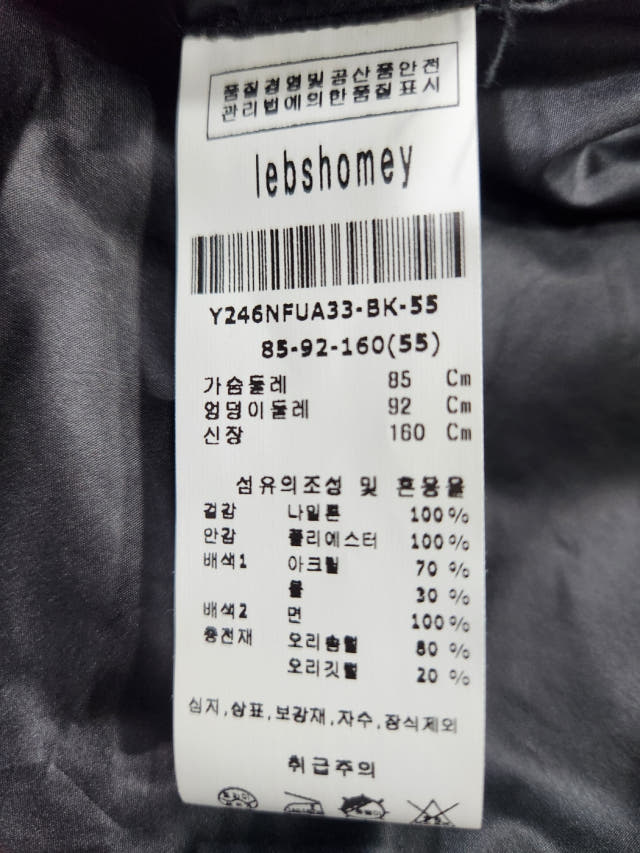 품질경영및공산품안전
관리법에의한품질표시
lebshomey
Y246NFUA33-BK-55
85-92-160(55)
가슴둘레 85 Cm
엉덩이둘레 92 Cm
신장 160 Cm
섬유의조성 및 혼용율
겉감 나일론 100%
안감 폴리에스터 100%
배색1 아크릴 70 %
울 30 %
배색2 면 100%
충전재 오리솜털 80 %
오리깃털 20 %
심지,상표,보강재,자수,장식제외
취급주의